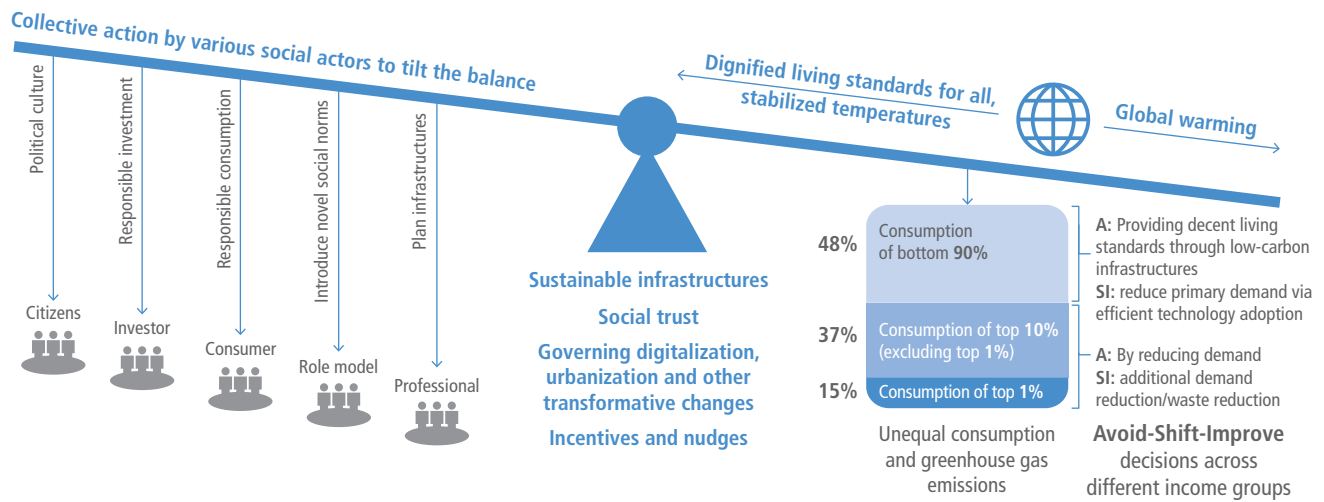 Collective action by various social actors to tilt the balance
Political culture
Responsible investment
Responsible consumption
Introduce novel social norms
Plan infrastructures
Citizens
Investor
Consumer
Role model
Professional
Sustainable infrastructures
Social trust
Governing digitalization,
urbanization and other
transformative changes
Incentives and nudges
Dignified living standards for all,
stabilized temperatures
Global warming
48%
Consumption
of bottom 90%
37%
Consumption of top 10%
(excluding top 1%)
15%
Consumption of top 1%
Unequal consumption
and greenhouse gas
emissions
A: Providing decent living
standards through low-carbon
infrastructures
SI: reduce primary demand via
efficient technology adoption
A: By reducing demand
SI: additional demand
reduction/waste reduction
Avoid-Shift-Improve
decisions across
different income groups